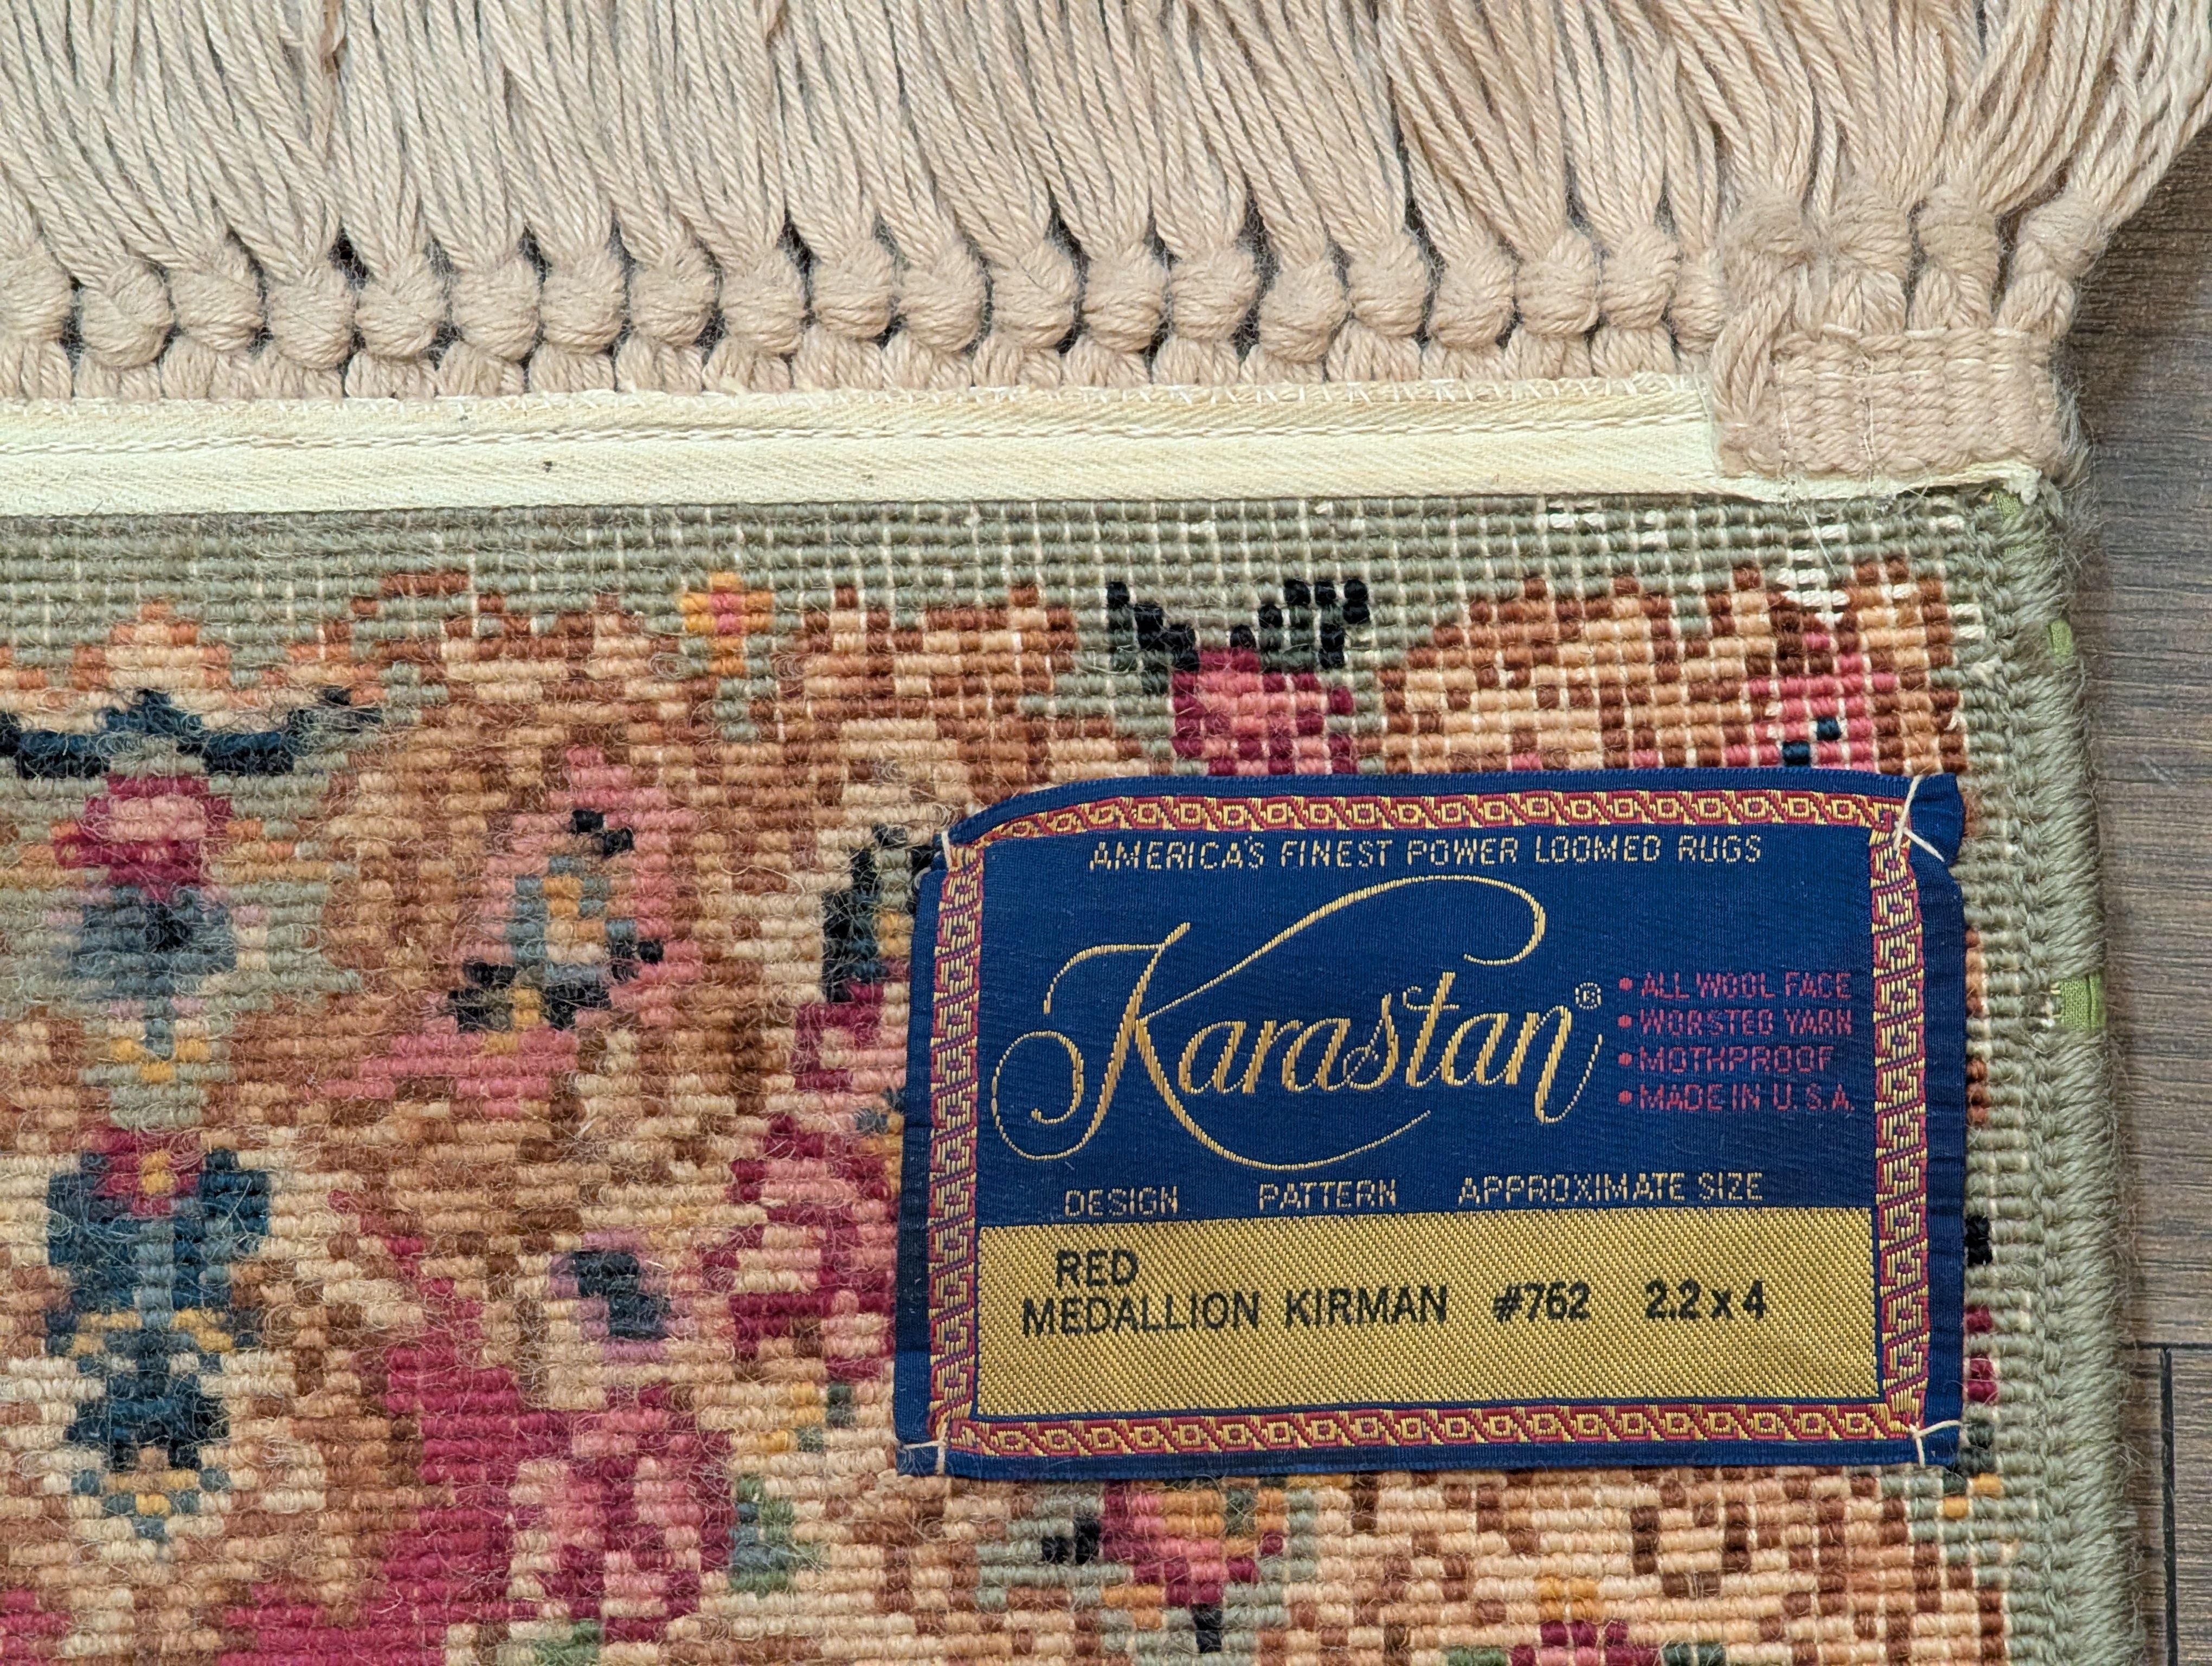 AMERICA'S FINEST POWER LOOMED RUGS
Karastan®
• ALL WOOL FACE
• WORSTED YARN
• MOTHPROOF
• MADE IN U.S.A.
DESIGN PATTERN APPROXIMATE SIZE
RED
MEDALLION KIRMAN #762 2.2 x 4